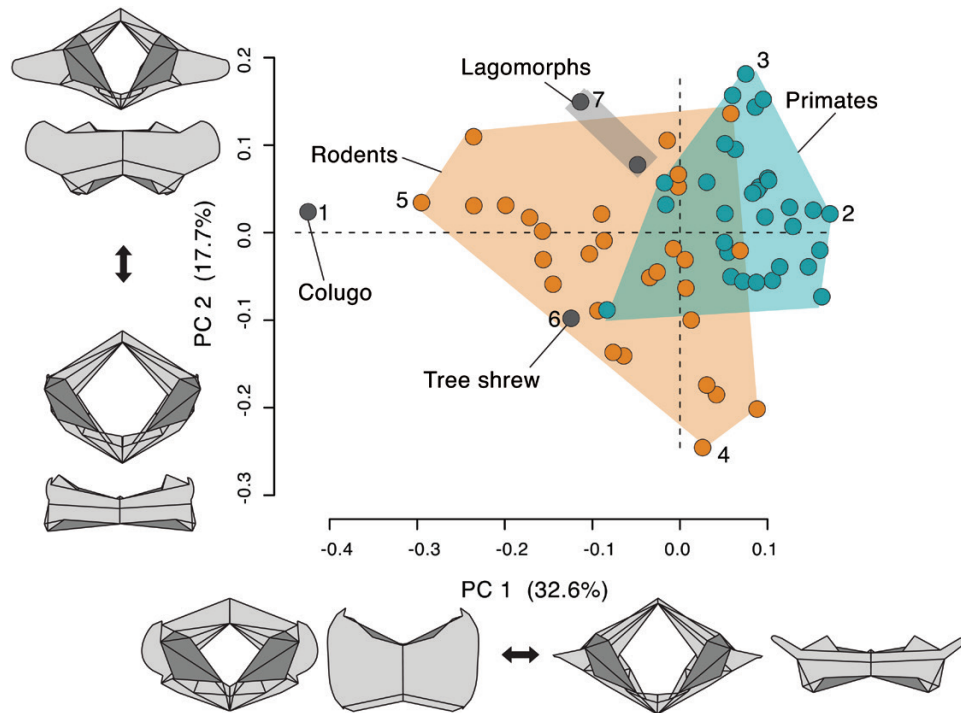 0.2
0.1
0.0
-0.1
-0.2
-0.3
PC 2 (17.7%)
Lagomorphs
7
3
Primates
Rodents
5
1
2
Colugo
6
Tree shrew
4
-0.4
-0.3
-0.2
-0.1
0.0
0.1
PC 1 (32.6%)